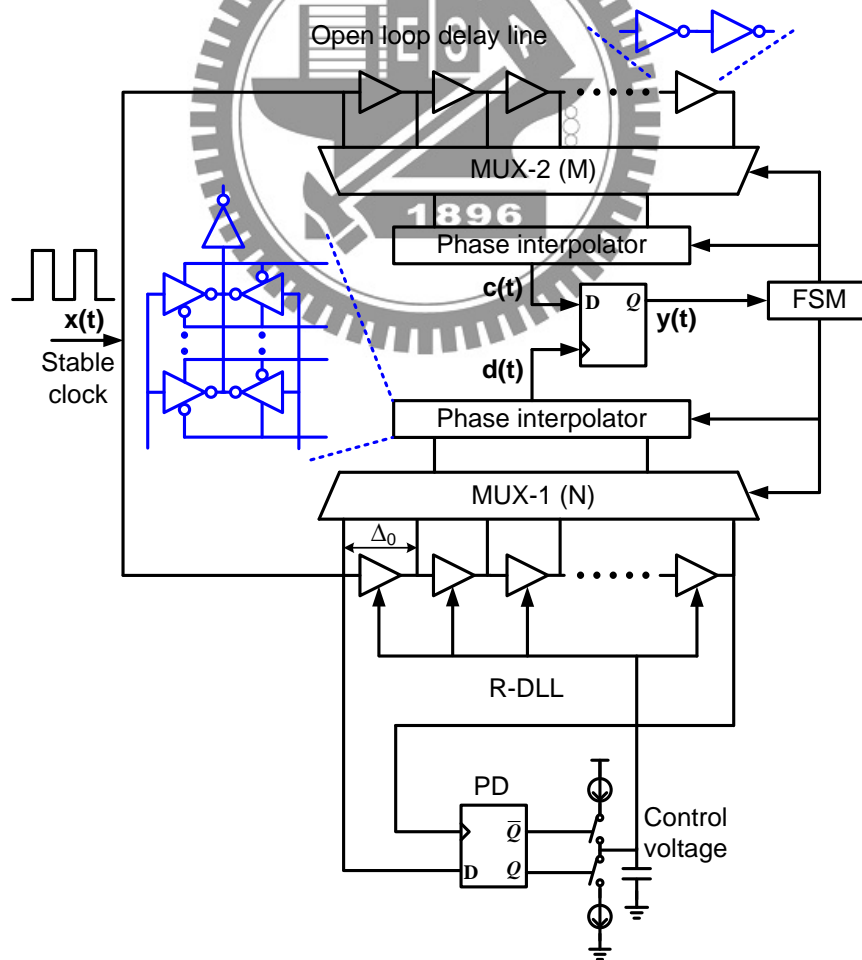 Open loop delay line
MUX-2 (M)
1896
Phase interpolator
c(t)
D Q
y(t)
FSM
x(t)
Stable
clock
d(t)
Phase interpolator
MUX-1 (N)
Δ₀
R-DLL
PD
Q̅
D Q
Control
voltage